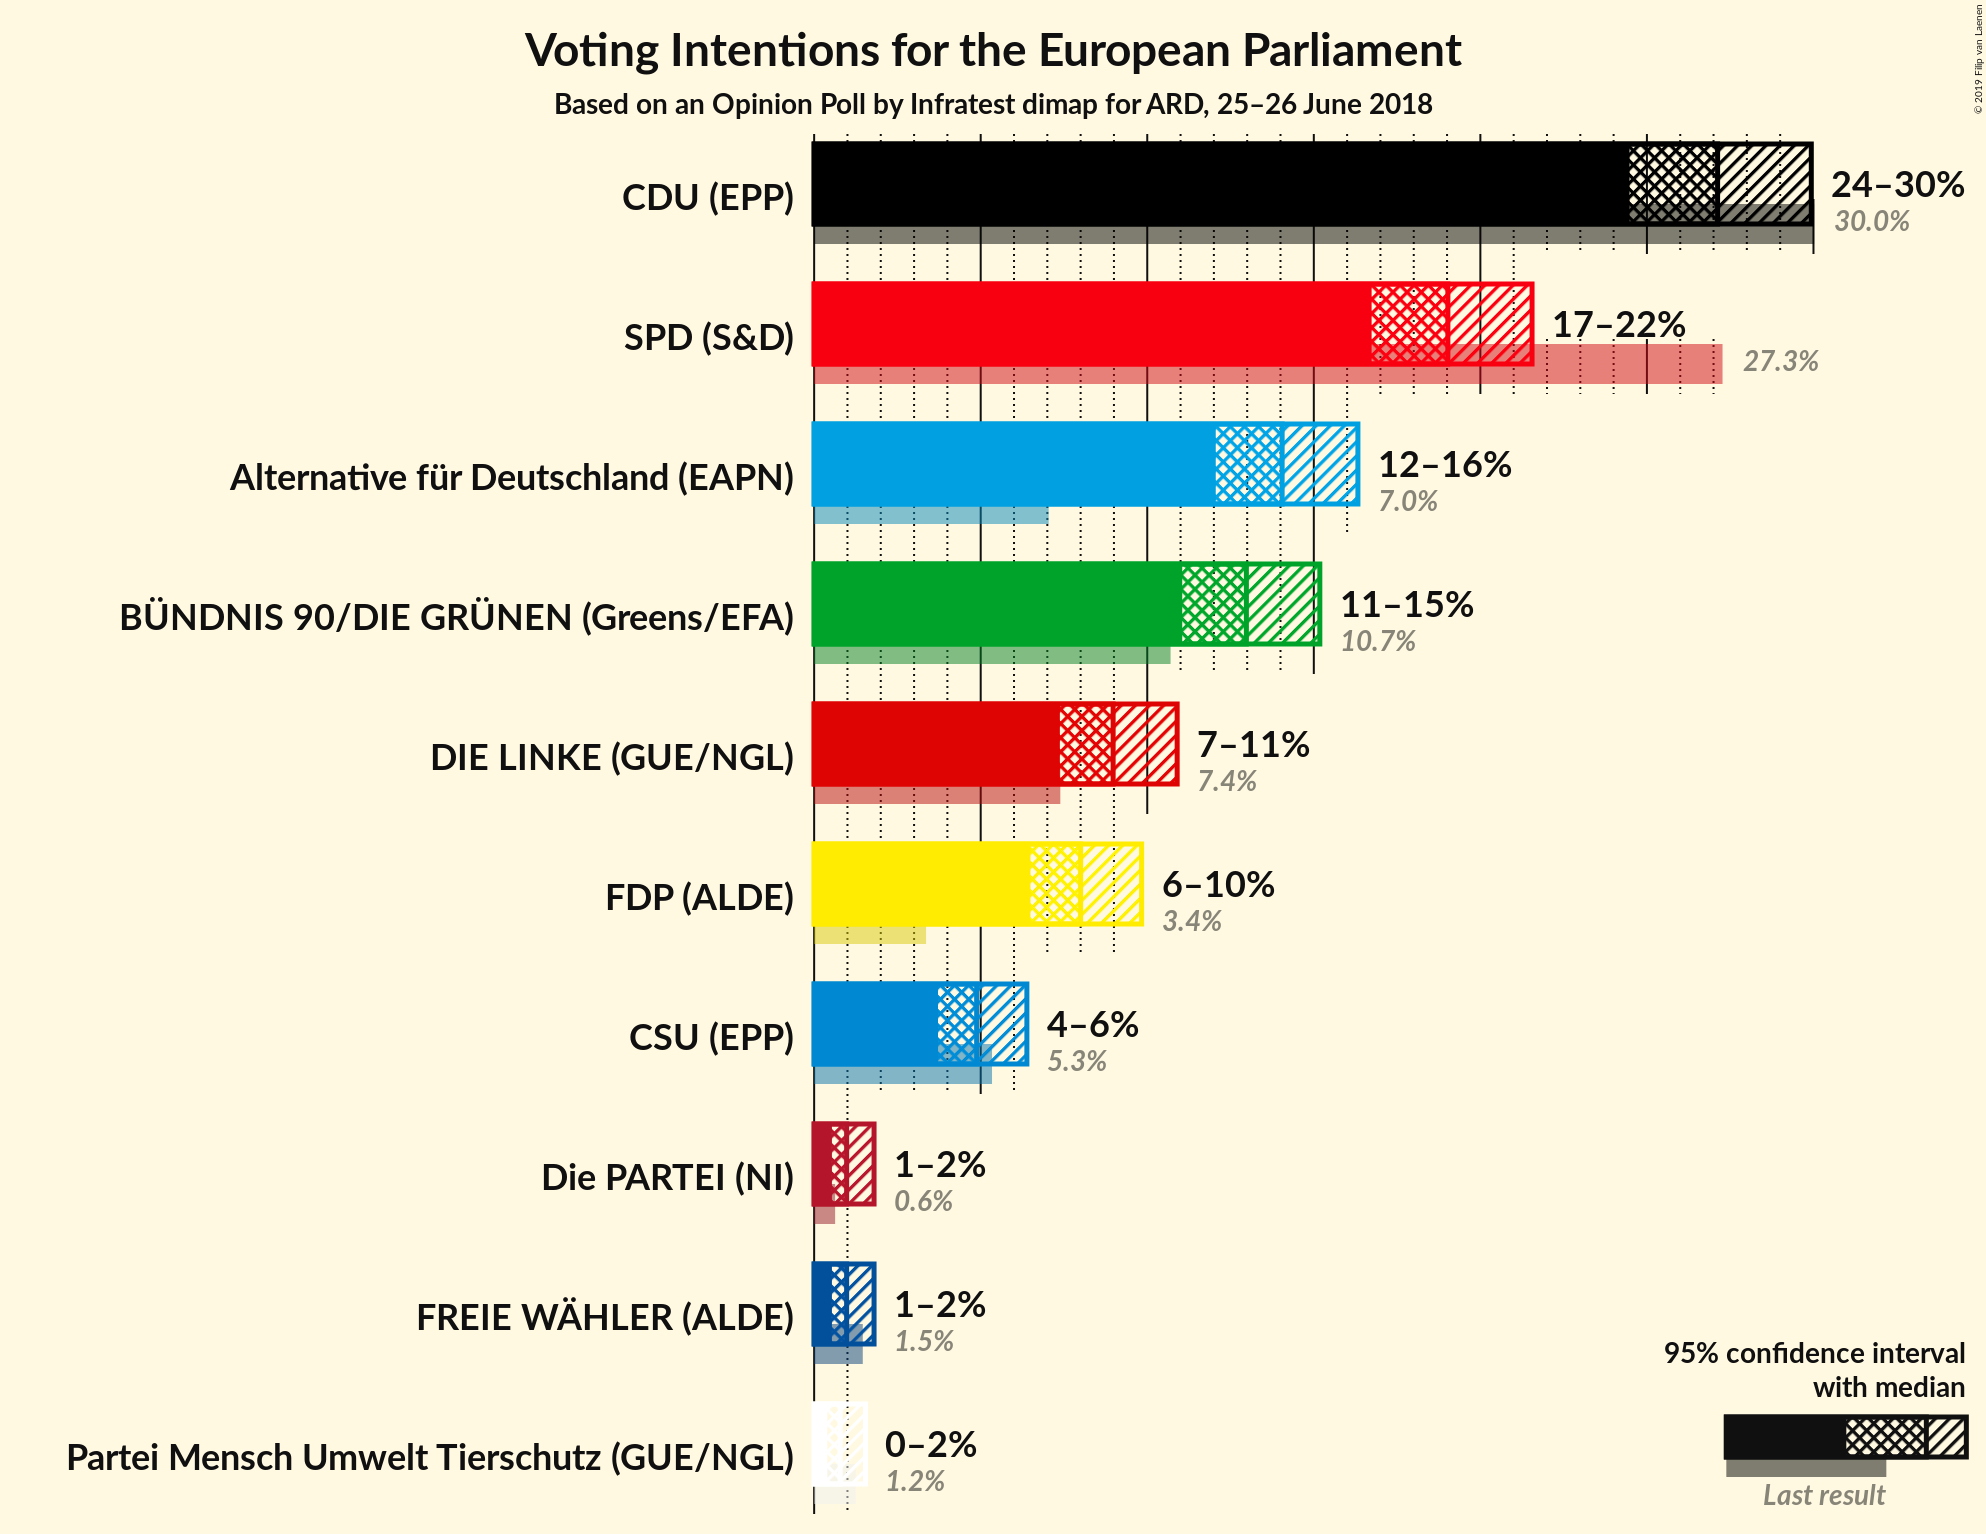 © 2019 Filip van Laenen
Voting Intentions for the European Parliament
Based on an Opinion Poll by Infratest dimap for ARD, 25–26 June 2018
CDU (EPP)
24–30%
30.0%
SPD (S&D)
17–22%
27.3%
Alternative für Deutschland (EAPN)
12–16%
7.0%
BÜNDNIS 90/DIE GRÜNEN (Greens/EFA)
11–15%
10.7%
DIE LINKE (GUE/NGL)
7–11%
7.4%
FDP (ALDE)
6–10%
3.4%
CSU (EPP)
4–6%
5.3%
Die PARTEI (NI)
1–2%
0.6%
FREIE WÄHLER (ALDE)
1–2%
1.5%
Partei Mensch Umwelt Tierschutz (GUE/NGL)
0–2%
1.2%
95% confidence interval
with median
Last result